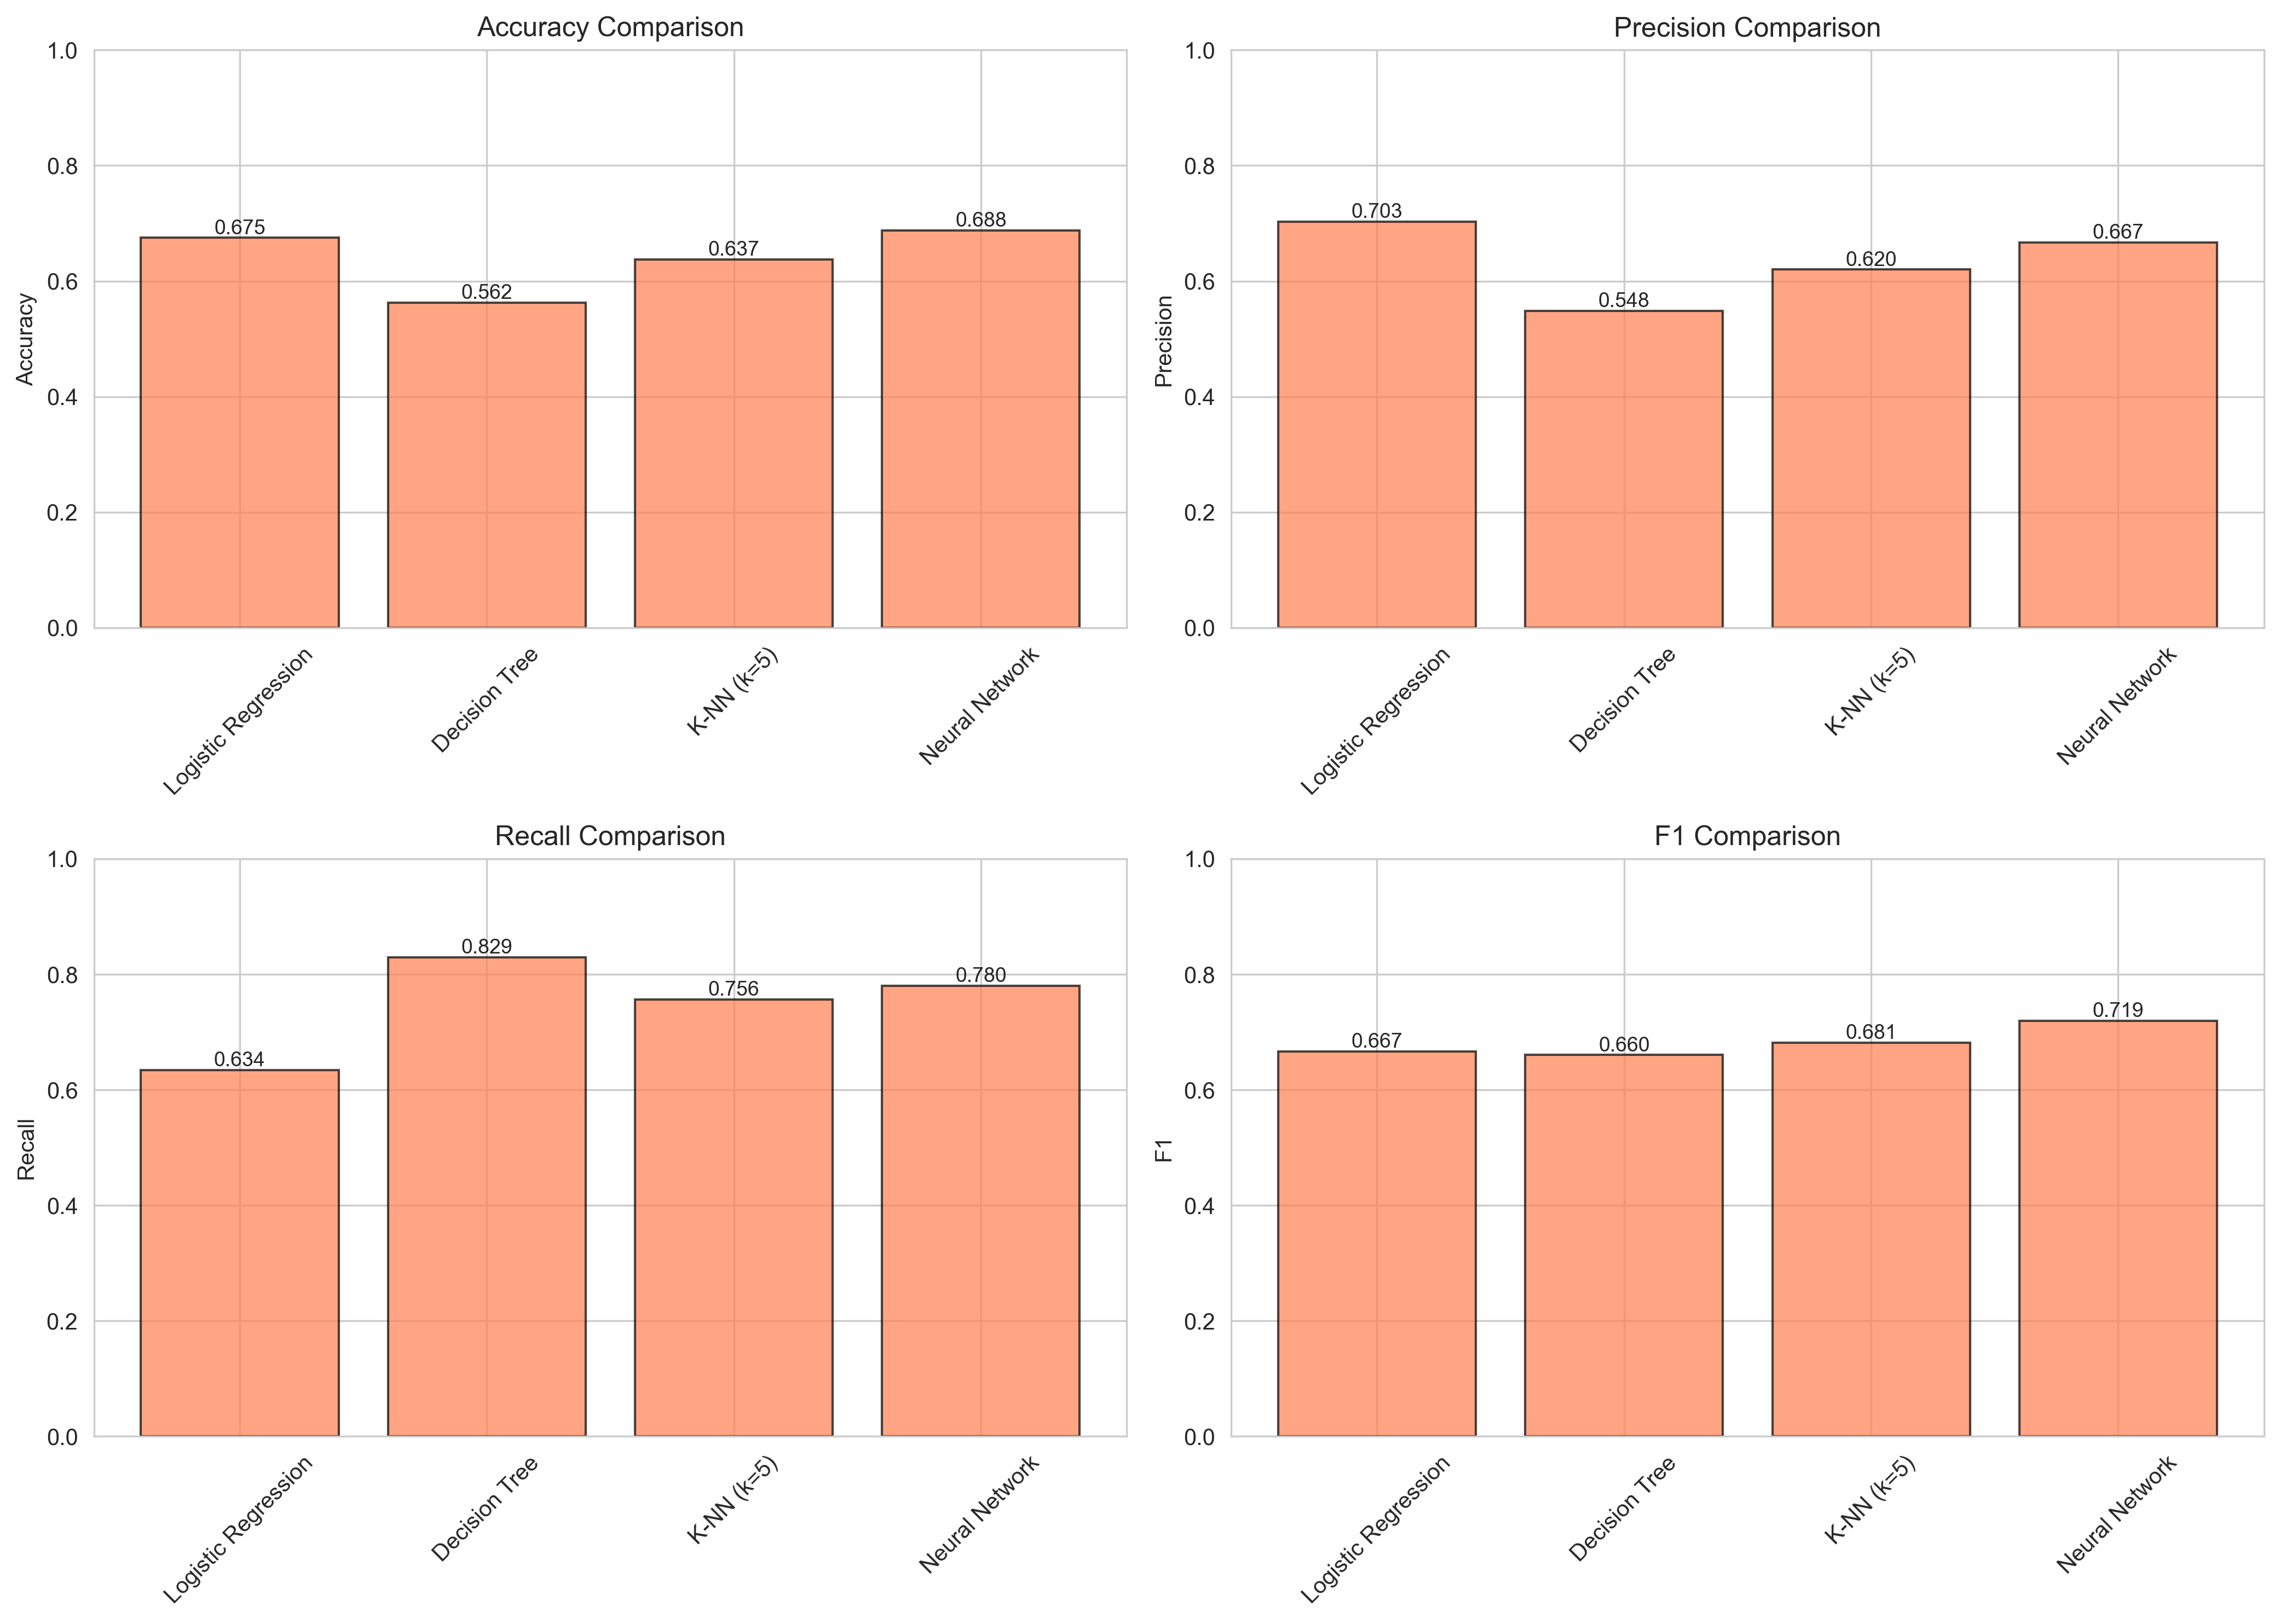 Accuracy Comparison
1.0
0.8
0.6
0.4
0.2
0.0
Accuracy
0.675
0.562
0.637
0.688
Logistic Regression
Decision Tree
K-NN (k=5)
Neural Network
Precision Comparison
1.0
0.8
0.6
0.4
0.2
0.0
Precision
0.703
0.548
0.620
0.667
Logistic Regression
Decision Tree
K-NN (k=5)
Neural Network
Recall Comparison
1.0
0.8
0.6
0.4
0.2
0.0
Recall
0.634
0.829
0.756
0.780
Logistic Regression
Decision Tree
K-NN (k=5)
Neural Network
F1 Comparison
1.0
0.8
0.6
0.4
0.2
0.0
F1
0.667
0.660
0.681
0.719
Logistic Regression
Decision Tree
K-NN (k=5)
Neural Network